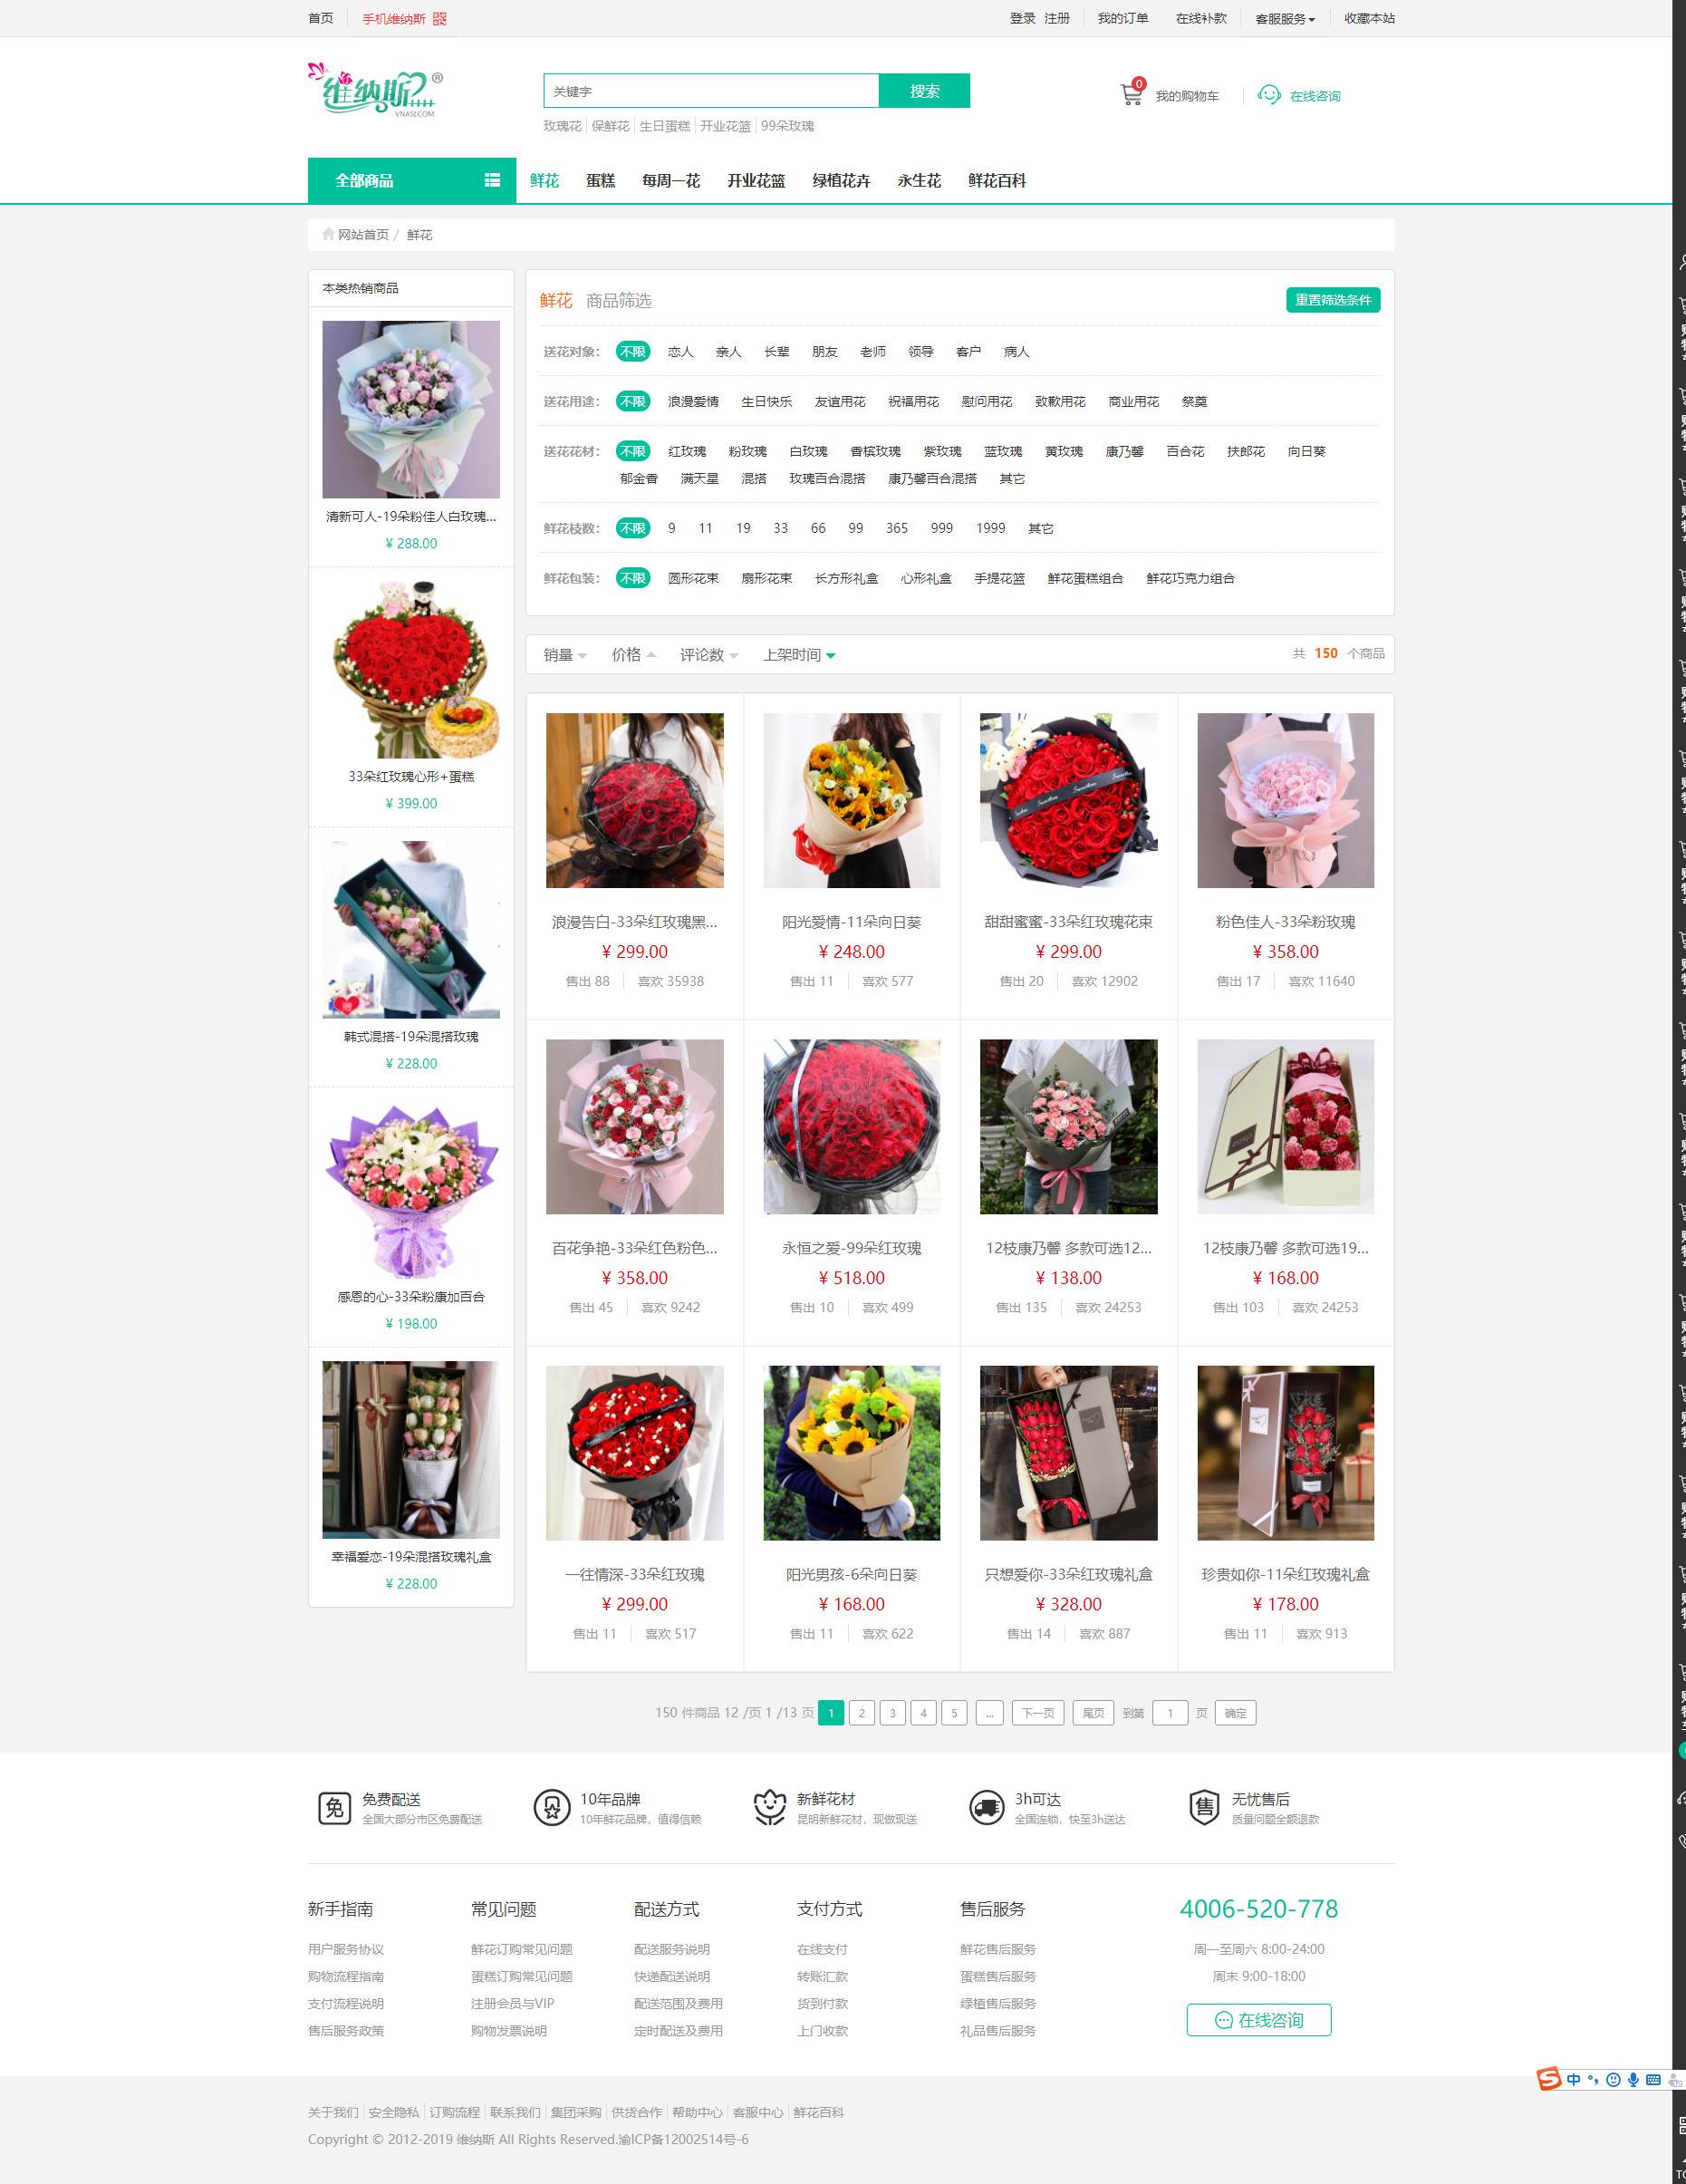 首页 手机维纳斯 登录 注册 我的订单 在线补款 客服服务 收藏本站
维纳斯 ®
VNASI.COM
关键字 搜索
0 我的购物车 在线咨询
玫瑰花 保鲜花 生日蛋糕 开业花篮 99朵玫瑰
全部商品 鲜花 蛋糕 每周一花 开业花篮 绿植花卉 永生花 鲜花百科
网站首页 / 鲜花
本类热销商品
清新可人-19朵粉佳人白玫瑰...
¥ 288.00
33朵红玫瑰心形+蛋糕
¥ 399.00
韩式混搭-19朵混搭玫瑰
¥ 228.00
感恩的心-33朵粉康加百合
¥ 198.00
幸福爱恋-19朵混搭玫瑰礼盒
¥ 228.00
鲜花 商品筛选 重置筛选条件
送花对象： 不限 恋人 亲人 长辈 朋友 老师 领导 客户 病人
送花用途： 不限 浪漫爱情 生日快乐 友谊用花 祝福用花 慰问用花 致歉用花 商业用花 祭奠
送花花材： 不限 红玫瑰 粉玫瑰 白玫瑰 香槟玫瑰 紫玫瑰 蓝玫瑰 黄玫瑰 康乃馨 百合花 扶郎花 向日葵
郁金香 满天星 混搭 玫瑰百合混搭 康乃馨百合混搭 其它
鲜花枝数： 不限 9 11 19 33 66 99 365 999 1999 其它
鲜花包装： 不限 圆形花束 扇形花束 长方形礼盒 心形礼盒 手提花篮 鲜花蛋糕组合 鲜花巧克力组合
销量 价格 评论数 上架时间 共 150 个商品
浪漫告白-33朵红玫瑰黑... 阳光爱情-11朵向日葵 甜甜蜜蜜-33朵红玫瑰花束 粉色佳人-33朵粉玫瑰
¥ 299.00 ¥ 248.00 ¥ 299.00 ¥ 358.00
售出 88 喜欢 35938 售出 11 喜欢 577 售出 20 喜欢 12902 售出 17 喜欢 11640
百花争艳-33朵红色粉色... 永恒之爱-99朵红玫瑰 12枝康乃馨 多款可选12... 12枝康乃馨 多款可选19...
¥ 358.00 ¥ 518.00 ¥ 138.00 ¥ 168.00
售出 45 喜欢 9242 售出 10 喜欢 499 售出 135 喜欢 24253 售出 103 喜欢 24253
一往情深-33朵红玫瑰 阳光男孩-6朵向日葵 只想爱你-33朵红玫瑰礼盒 珍贵如你-11朵红玫瑰礼盒
¥ 299.00 ¥ 168.00 ¥ 328.00 ¥ 178.00
售出 11 喜欢 517 售出 11 喜欢 622 售出 14 喜欢 887 售出 11 喜欢 913
150 件商品 12 /页 1 /13 页 1 2 3 4 5 ... 下一页 尾页 到第 1 页 确定
免 免费配送 10年品牌 新鲜花材 3h可达 售 无忧售后
全国大部分市区免费配送 10年鲜花品牌，值得信赖 昆明新鲜花材，现做现送 全国连锁，快至3h送达 质量问题全额退款
新手指南 常见问题 配送方式 支付方式 售后服务 4006-520-778
用户服务协议 鲜花订购常见问题 配送服务说明 在线支付 鲜花售后服务 周一至周六 8:00-24:00
购物流程指南 蛋糕订购常见问题 快递配送说明 转账汇款 蛋糕售后服务 周末 9:00-18:00
支付流程说明 注册会员与VIP 配送范围及费用 货到付款 绿植售后服务
售后服务政策 购物发票说明 定时配送及费用 上门收款 礼品售后服务
在线咨询
S 中
关于我们 安全隐私 订购流程 联系我们 集团采购 供货合作 帮助中心 客服中心 鲜花百科
Copyright © 2012-2019 维纳斯 All Rights Reserved.渝ICP备12002514号-6